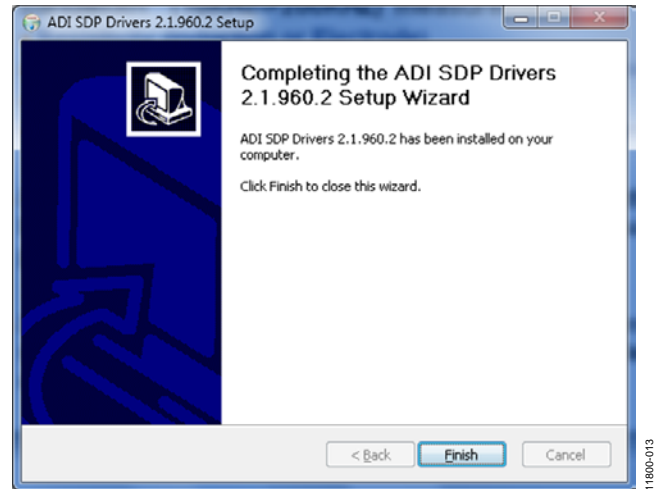 ADI SDP Drivers 2.1.960.2 Setup
Completing the ADI SDP Drivers
2.1.960.2 Setup Wizard
ADI SDP Drivers 2.1.960.2 has been installed on your
computer.
Click Finish to close this wizard.
< Back
Finish
Cancel
11800-013